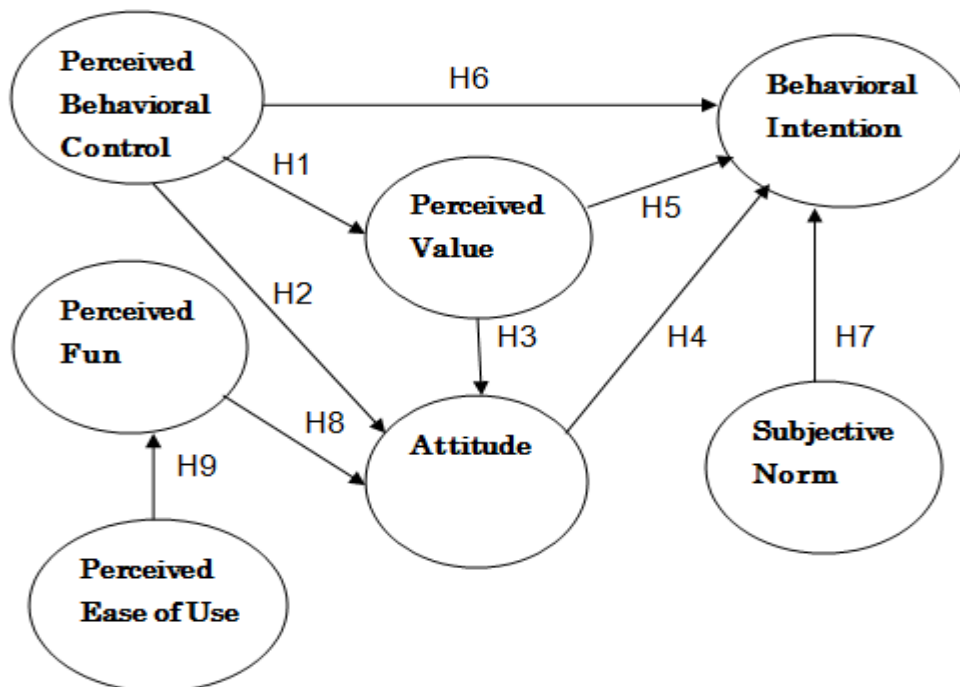 Perceived
Behavioral
Control
H6
Behavioral
Intention
H1
Perceived
Value
H5
H2
Perceived
Fun
H3
H4
H7
H8
Attitude
Subjective
Norm
H9
Perceived
Ease of Use